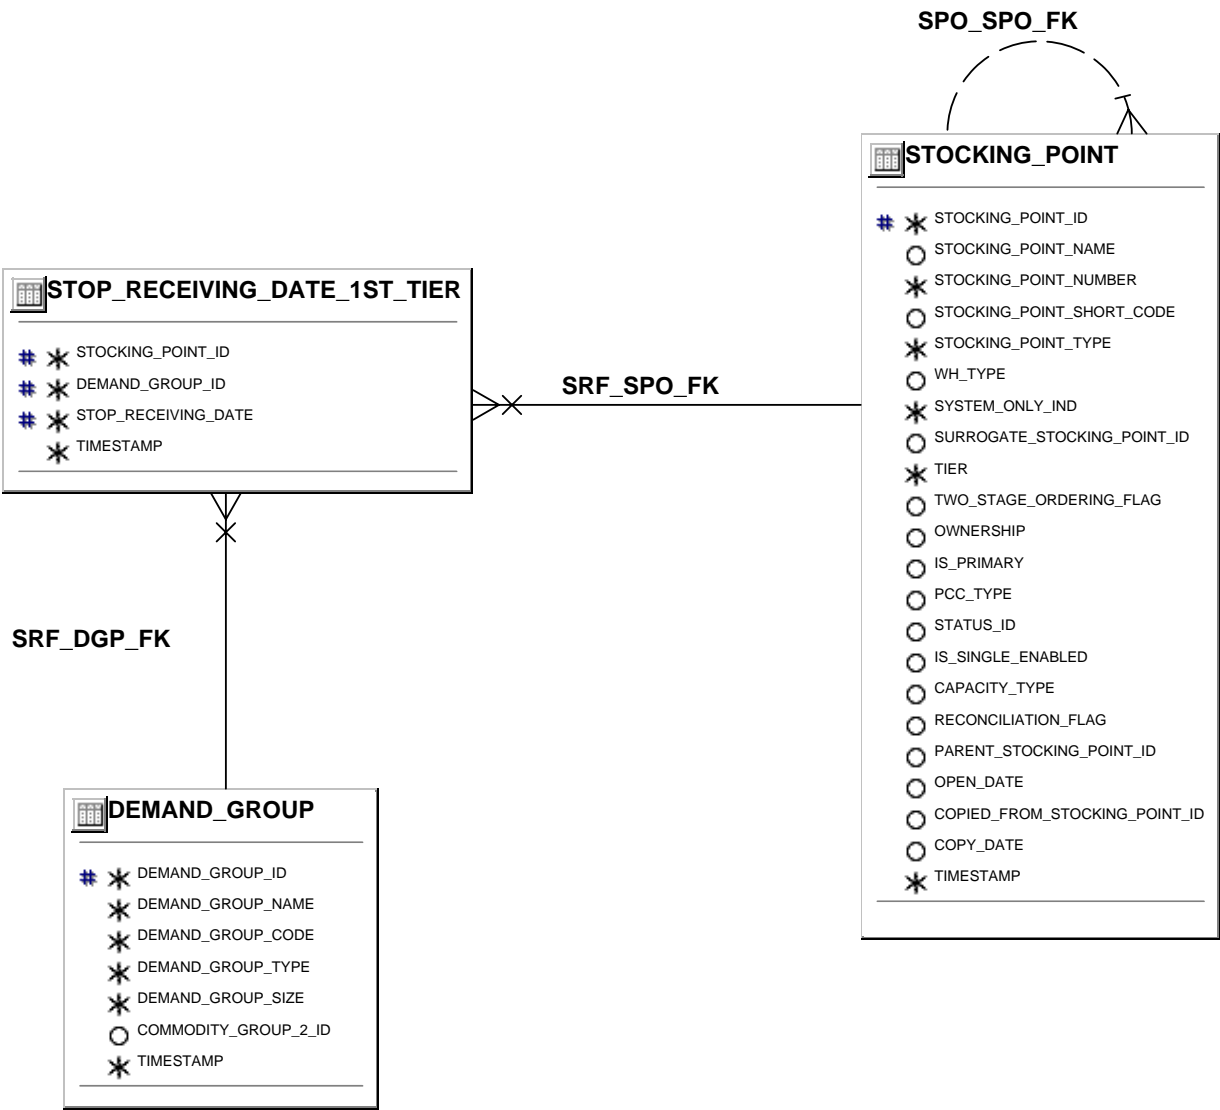 SPO_SPO_FK
STOCKING_POINT
# * STOCKING_POINT_ID
o STOCKING_POINT_NAME
* STOCKING_POINT_NUMBER
o STOCKING_POINT_SHORT_CODE
* STOCKING_POINT_TYPE
o WH_TYPE
* SYSTEM_ONLY_IND
o SURROGATE_STOCKING_POINT_ID
* TIER
o TWO_STAGE_ORDERING_FLAG
o OWNERSHIP
o IS_PRIMARY
o PCC_TYPE
o STATUS_ID
o IS_SINGLE_ENABLED
o CAPACITY_TYPE
o RECONCILIATION_FLAG
o PARENT_STOCKING_POINT_ID
o OPEN_DATE
o COPIED_FROM_STOCKING_POINT_ID
o COPY_DATE
* TIMESTAMP
STOP_RECEIVING_DATE_1ST_TIER
# * STOCKING_POINT_ID
# * DEMAND_GROUP_ID
# * STOP_RECEIVING_DATE
* TIMESTAMP
SRF_SPO_FK
SRF_DGP_FK
DEMAND_GROUP
# * DEMAND_GROUP_ID
* DEMAND_GROUP_NAME
* DEMAND_GROUP_CODE
* DEMAND_GROUP_TYPE
* DEMAND_GROUP_SIZE
o COMMODITY_GROUP_2_ID
* TIMESTAMP